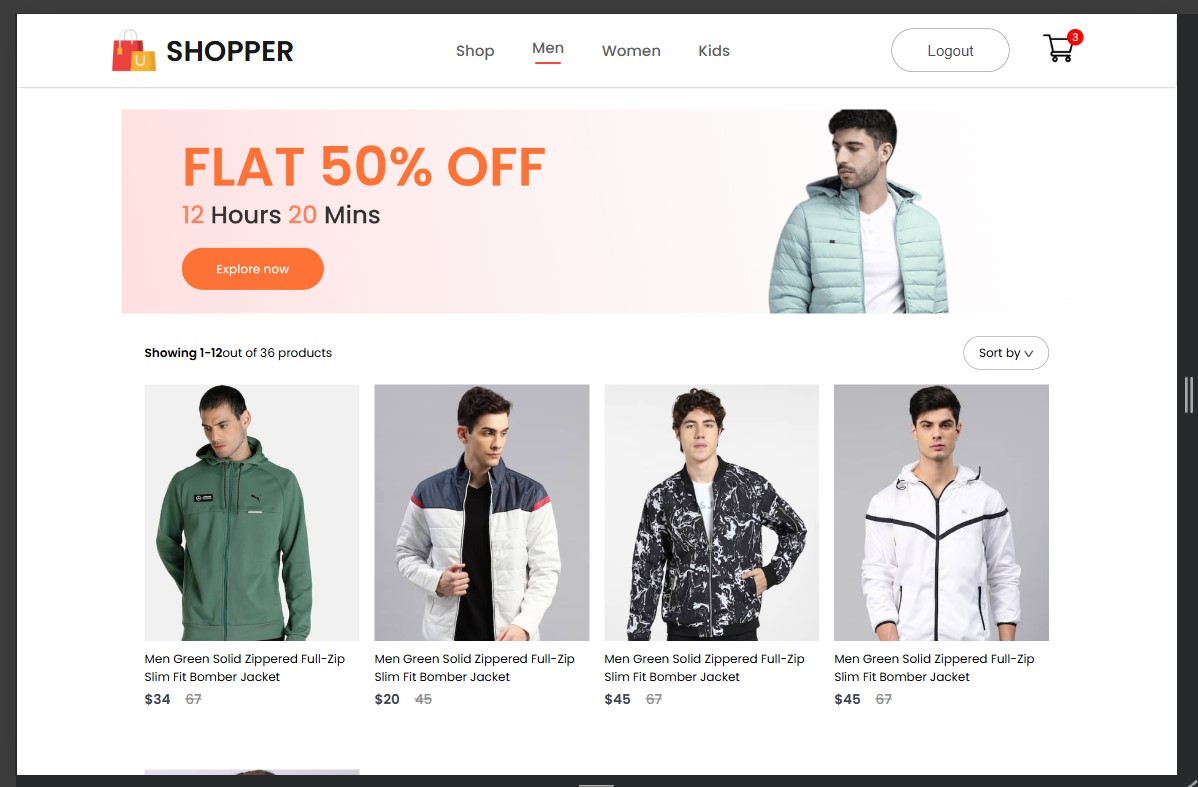 SHOPPER
Shop
Men
Women
Kids
Logout
3
FLAT 50% OFF
12 Hours 20 Mins
Explore now
Showing 1-12out of 36 products
Sort by
Men Green Solid Zippered Full-Zip
Slim Fit Bomber Jacket
$34 67
Men Green Solid Zippered Full-Zip
Slim Fit Bomber Jacket
$20 45
Men Green Solid Zippered Full-Zip
Slim Fit Bomber Jacket
$45 67
Men Green Solid Zippered Full-Zip
Slim Fit Bomber Jacket
$45 67